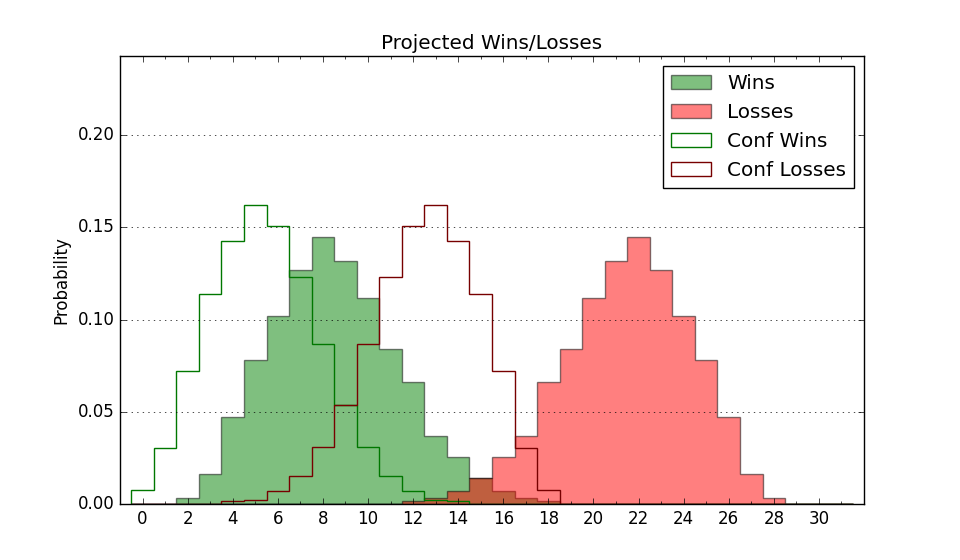 Projected Wins/Losses
Wins
Losses
Conf Wins
Conf Losses
Probability
0.20
0.15
0.10
0.05
0.00
0 2 4 6 8 10 12 14 16 18 20 22 24 26 28 30